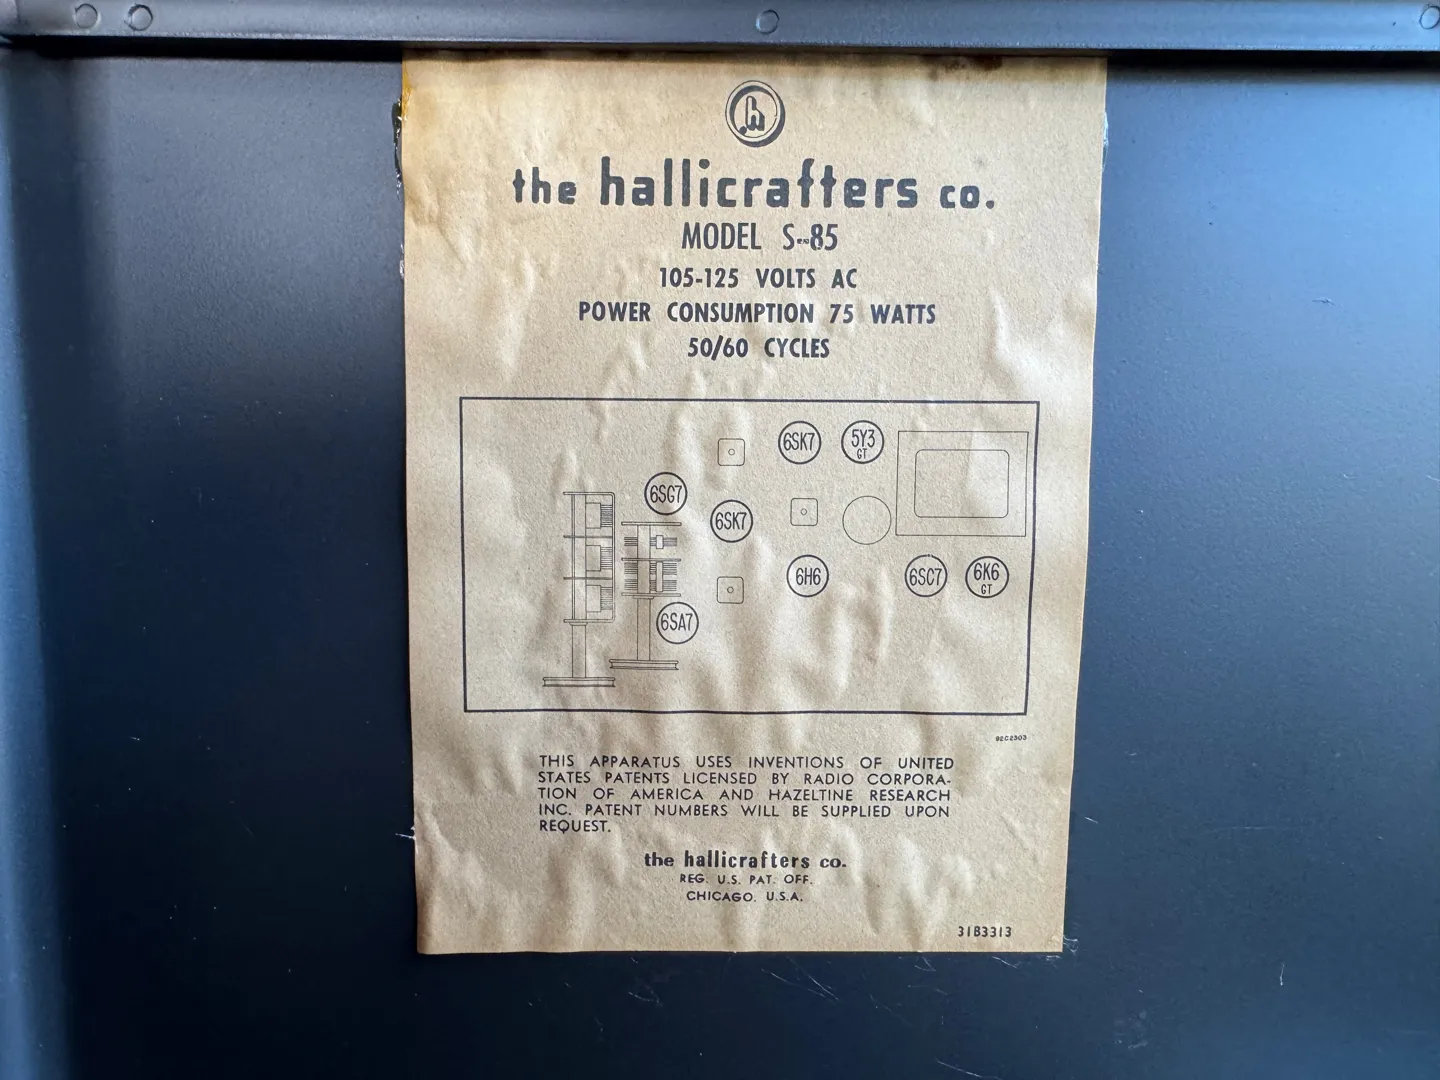 h
the hallicrafters co.
MODEL S-85
105-125 VOLTS AC
POWER CONSUMPTION 75 WATTS
50/60 CYCLES
6SK7
5Y3
GT
6SG7
6SK7
6H6
6SC7
6K6
GT
6SA7
92C2303
THIS APPARATUS USES INVENTIONS OF UNITED
STATES PATENTS LICENSED BY RADIO CORPORA-
TION OF AMERICA AND HAZELTINE RESEARCH
INC. PATENT NUMBERS WILL BE SUPPLIED UPON
REQUEST.
the hallicrafters co.
REG. U.S. PAT. OFF.
CHICAGO. U.S.A.
31B3313